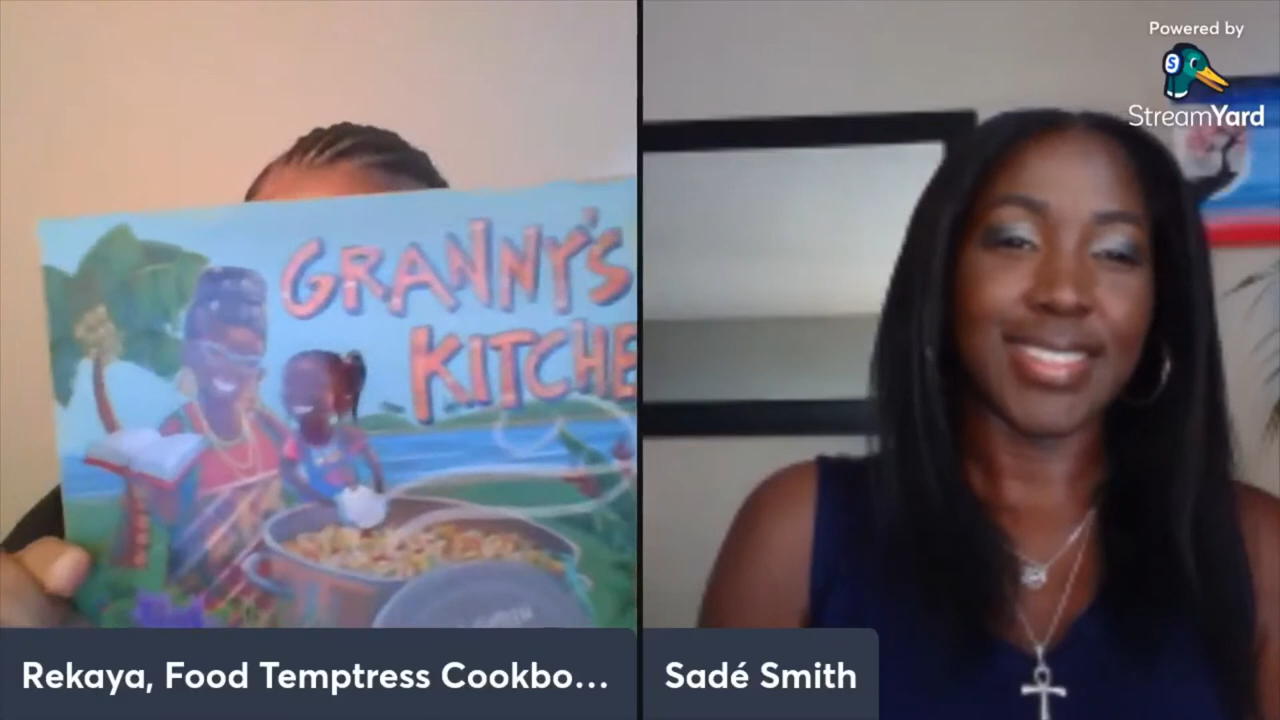 Powered by
S
StreamYard
GRANNY'S
KITCHE
Rekaya, Food Temptress Cookbo...
Sadé Smith